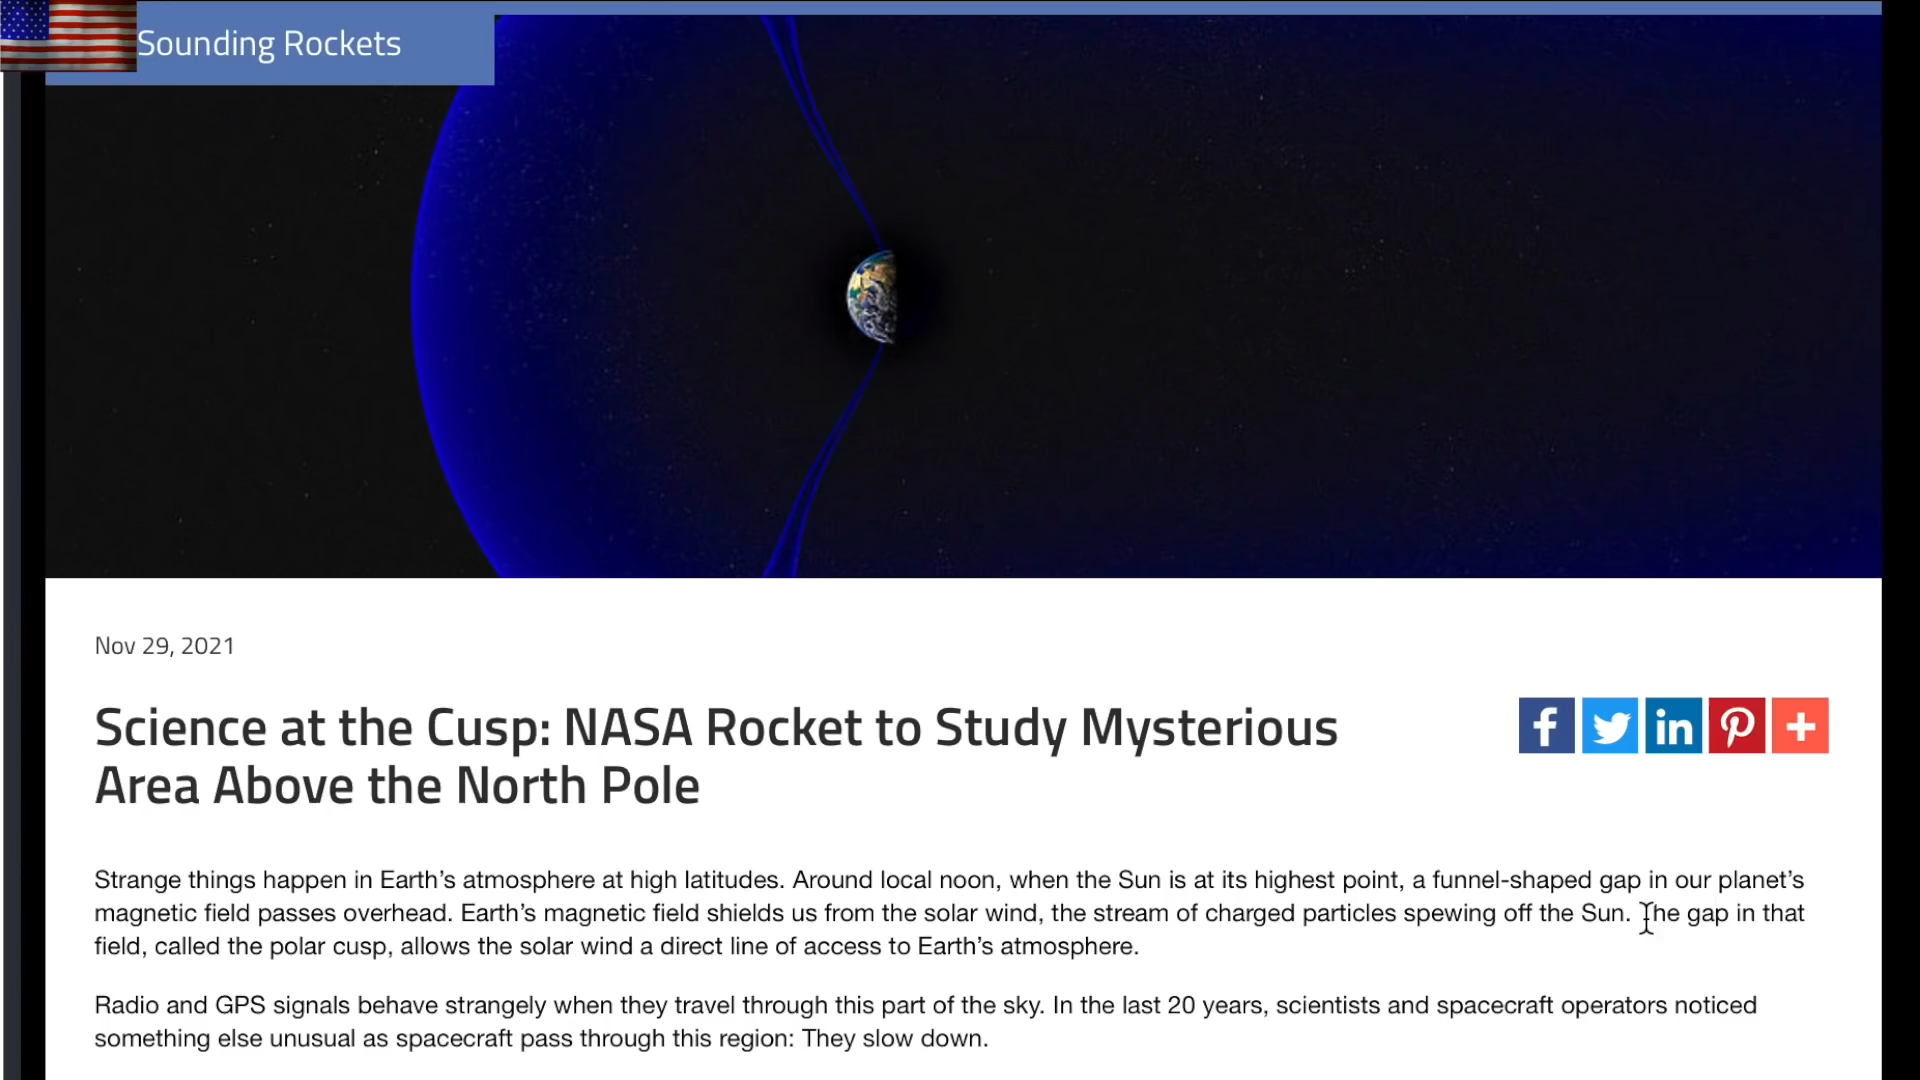 Sounding Rockets
Nov 29, 2021
Science at the Cusp: NASA Rocket to Study Mysterious
Area Above the North Pole
Strange things happen in Earth’s atmosphere at high latitudes. Around local noon, when the Sun is at its highest point, a funnel-shaped gap in our planet’s
magnetic field passes overhead. Earth’s magnetic field shields us from the solar wind, the stream of charged particles spewing off the Sun. The gap in that
field, called the polar cusp, allows the solar wind a direct line of access to Earth’s atmosphere.
Radio and GPS signals behave strangely when they travel through this part of the sky. In the last 20 years, scientists and spacecraft operators noticed
something else unusual as spacecraft pass through this region: They slow down.